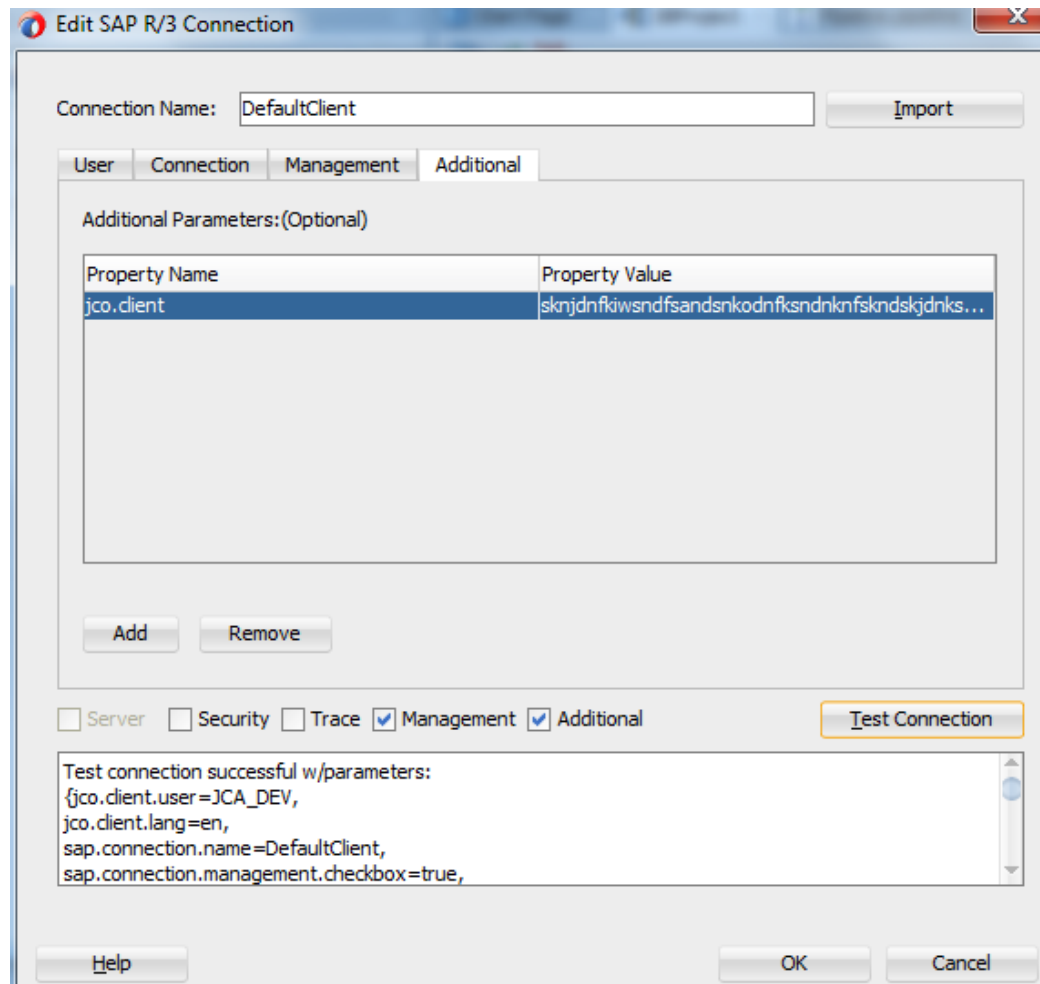 Edit SAP R/3 Connection
Connection Name: DefaultClient Import
User Connection Management Additional
Additional Parameters:(Optional)
Property Name Property Value
jco.client sknjdnfkiwsndfsandsnkodnfksndnknfskndskjdnks...
Add Remove
Server Security Trace Management Additional Test Connection
Test connection successful w/parameters:
{jco.client.user=JCA_DEV,
jco.client.lang=en,
sap.connection.name=DefaultClient,
sap.connection.management.checkbox=true,
Help OK Cancel